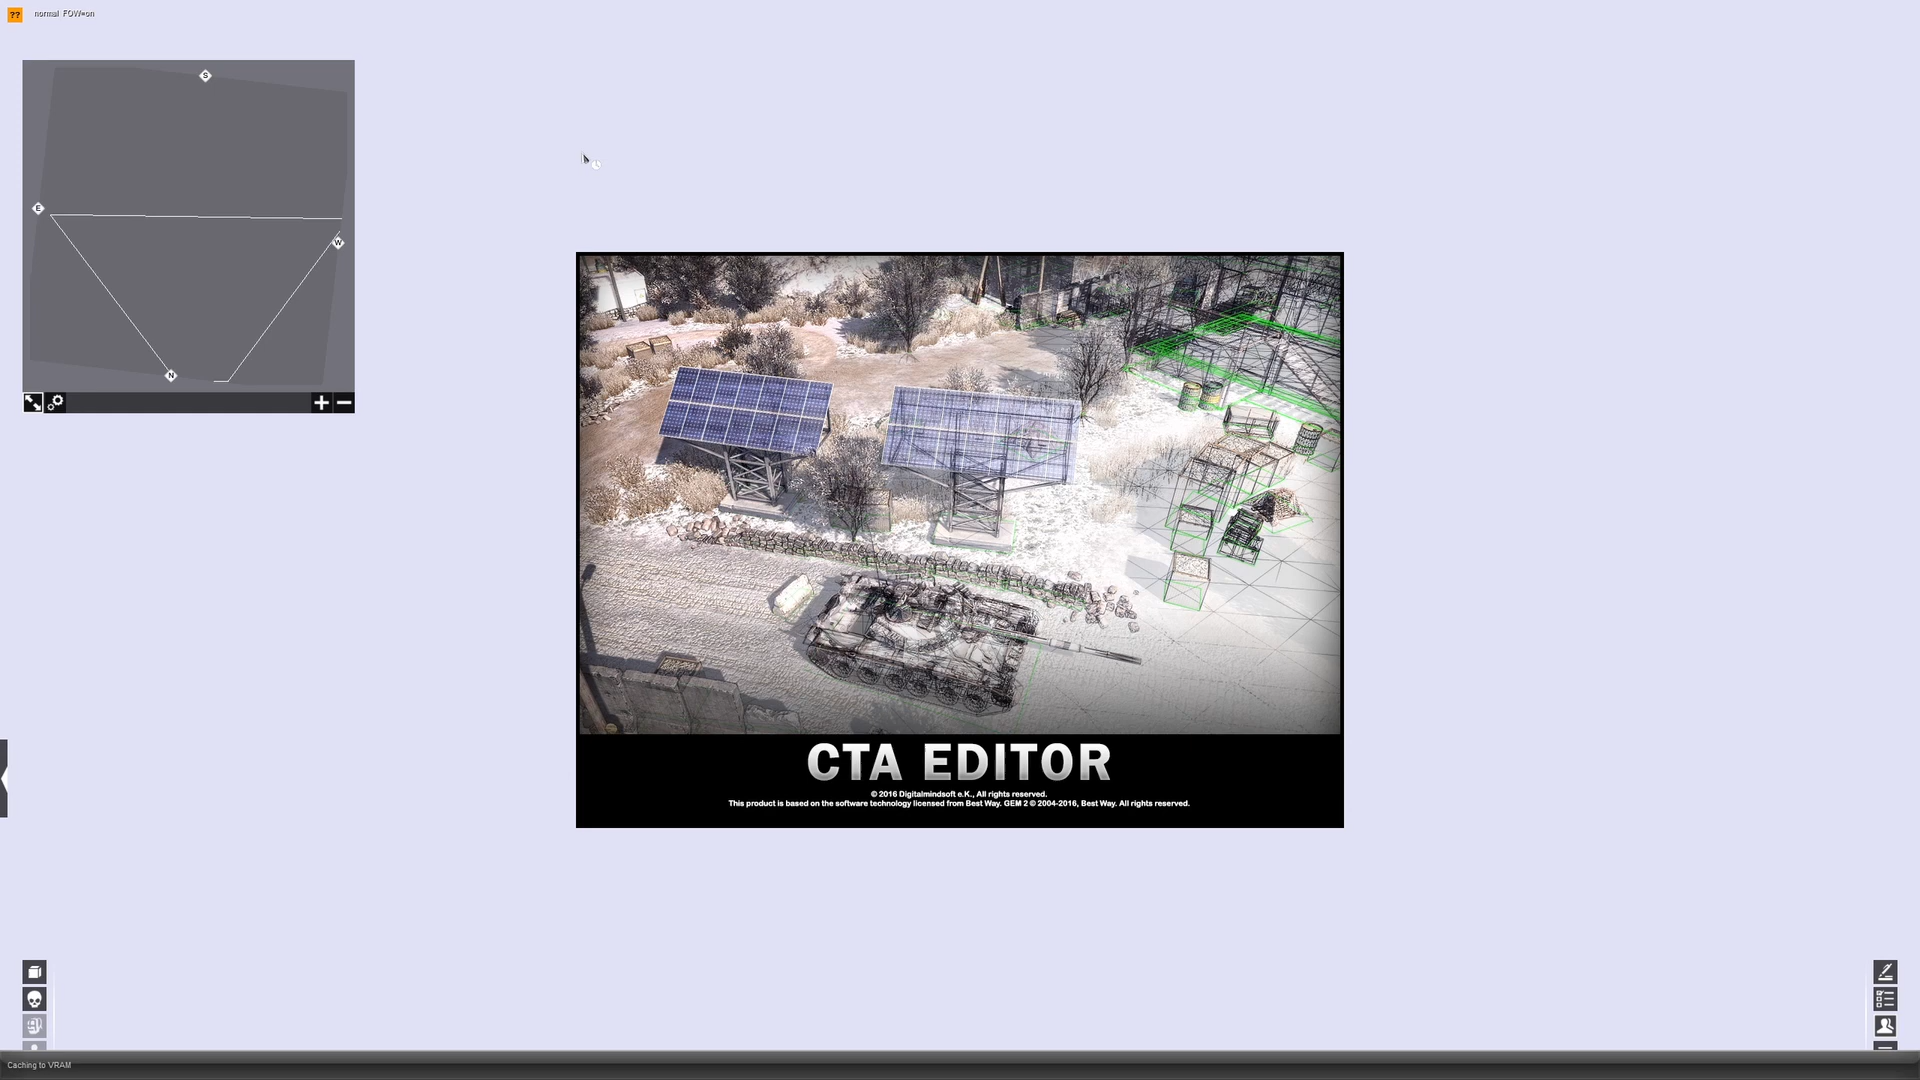 ??
normal FOW=on
S
E
W
N
CTA EDITOR
© 2016 Digitalmindsoft e.K., All rights reserved.
This product is based on the software technology licensed from Best Way. GEM 2 © 2004-2016, Best Way. All rights reserved.
Caching to VRAM